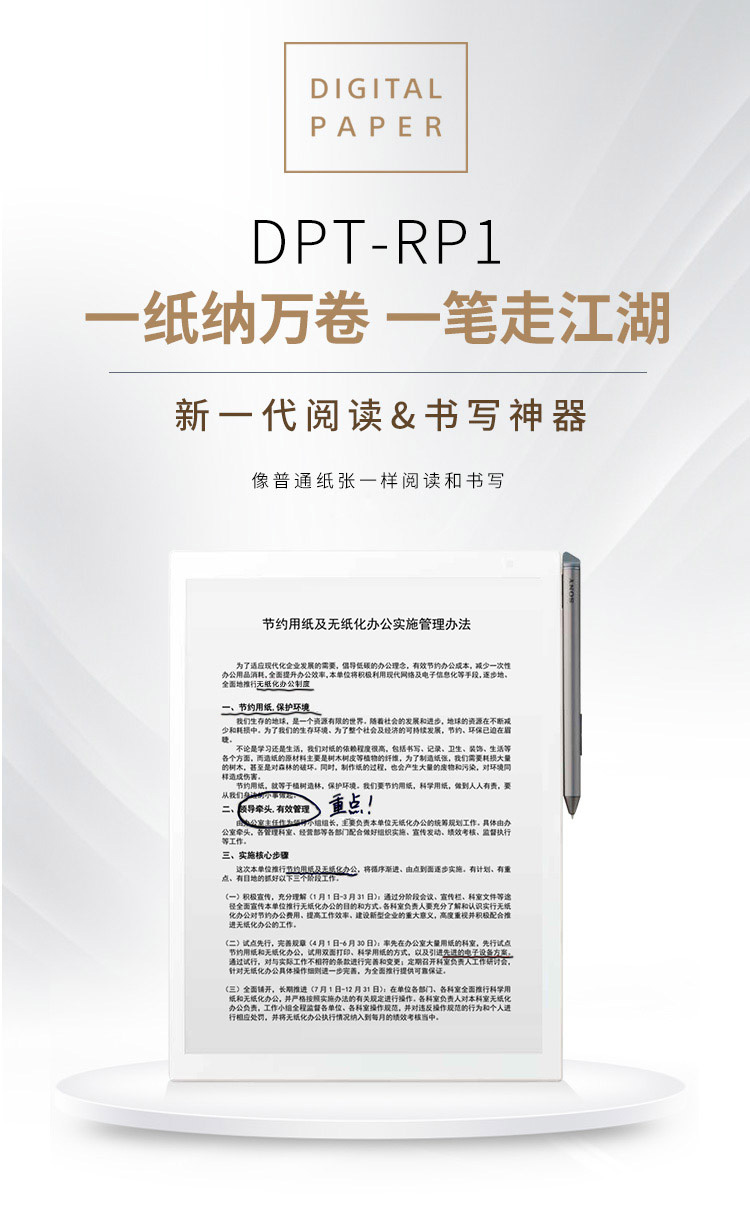 DIGITAL
PAPER
DPT-RP1
一纸纳万卷 一笔走江湖
新一代阅读&书写神器
像普通纸张一样阅读和书写
SONY
节约用纸及无纸化办公实施管理办法
为了适应现代化企业发展的需要，倡导低碳的办公理念，有效节约办公成本，减少一次性
办公用品消耗，全面提升办公效率，本单位将积极利用现代网络及电子信息化等手段，逐步地、
全面地推行无纸化办公制度
一、节约用纸，保护环境
我们生存的地球，是一个资源有限的世界。随着社会的发展和进步，地球的资源在不断减
少和耗损中。为了我们的生存环境、为了整个社会及经济的可持续发展，节约、环保已迫在眉
睫。
不论是学习还是生活，我们对纸的依赖程度很高，包括书写、记录、卫生、装饰、生活等
各个方面，而造纸的原材料主要是树木树皮等植物的纤维，为了制造纸张，我们需要耗损大量
的树木，甚至是对森林的破坏。同时，制作纸的过程，也会产生大量的废物和污染，对环境同
样造成伤害。
节约用纸，就等于植树造林，保护环境。我们要节约用纸，科学用纸，做到人人有责，要
从我们身边的小事做起。
二、领导牵头，有效管理
重点！
由办公室主任作为领导小组组长，主要负责本单位无纸化办公的统筹规划工作。具体由办
公室牵头，各管理科室、经营部等各部门配合做好组织实施、宣传发动、绩效考核、监督执行
等工作。
三、实施核心步骤
这次本单位推行节约用纸及无纸化办公，将循序渐进、由点到面逐步实施。有计划、有重
点、有目地的抓好以下三个阶段工作。
（一）积极宣传，充分理解（1月1日-3月31日）：通过分阶段会议、宣传栏、科室文件等途
径全面宣传本单位推行无纸化办公的目的和方式。各科室负责人要充分了解和认识实行无纸
化办公对节约办公费用、提高工作效率、建设新型企业的重大意义，高度重视并积极配合推
进无纸化办公的工作。
（二）试点先行，完善规章（4月1日-6月30日）：率先在办公室大量用纸的科室，先行试点
节约用纸和无纸化办公，试用双面打印、科学用纸的方式，以及引进先进的电子设备方案。
通过试行，对与实际工作不相符的条款进行完善和变更；定期召开科室负责人工作研讨会，
针对无纸化办公具体操作细则进一步完善，为全面推行提供可靠保证。
（三）全面铺开，长期推进（7月1日-12月31日）：在单位各部门、各科室全面推行科学用
纸和无纸化办公，并严格按照实施办法的有关规定进行操作。各科室负责人对本科室无纸化
办公负责，工作小组全程监督各单位、各科室操作规范，并对违反操作规范的行为和个人进
行相应处罚，并将无纸化办公执行情况纳入到每月的绩效考核当中。